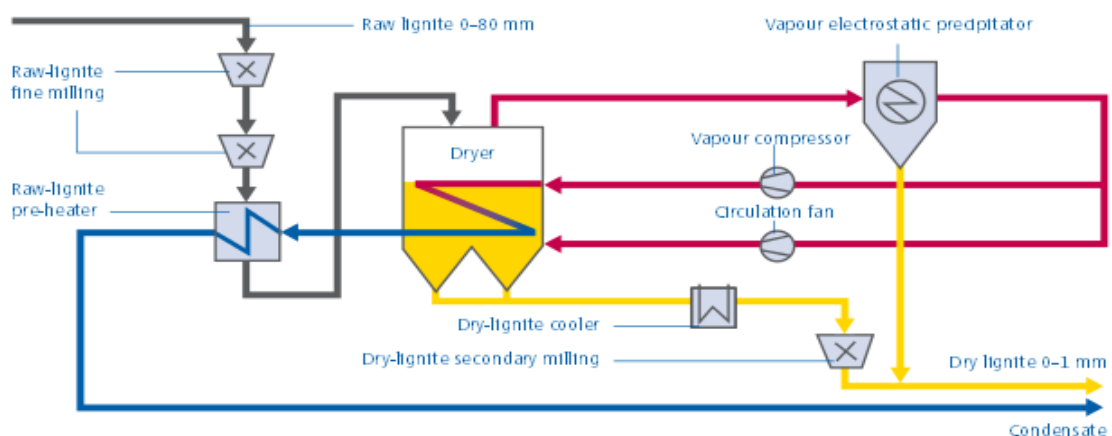 Raw lignite 0–80 mm
Vapour electrostatic precipitator
Raw-lignite
fine milling
Vapour compressor
Dryer
Raw-lignite
pre-heater
Circulation fan
Dry-lignite cooler
Dry-lignite secondary milling
Dry lignite 0–1 mm
Condensate